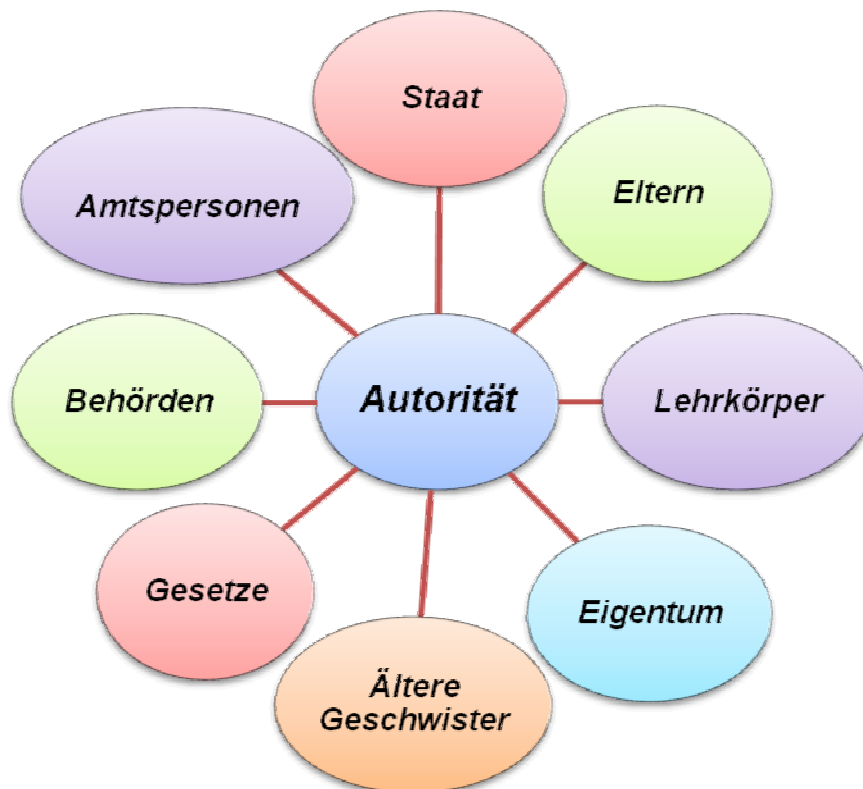 Staat
Amtspersonen
Eltern
Behörden
Autorität
Lehrkörper
Gesetze
Eigentum
Ältere
Geschwister